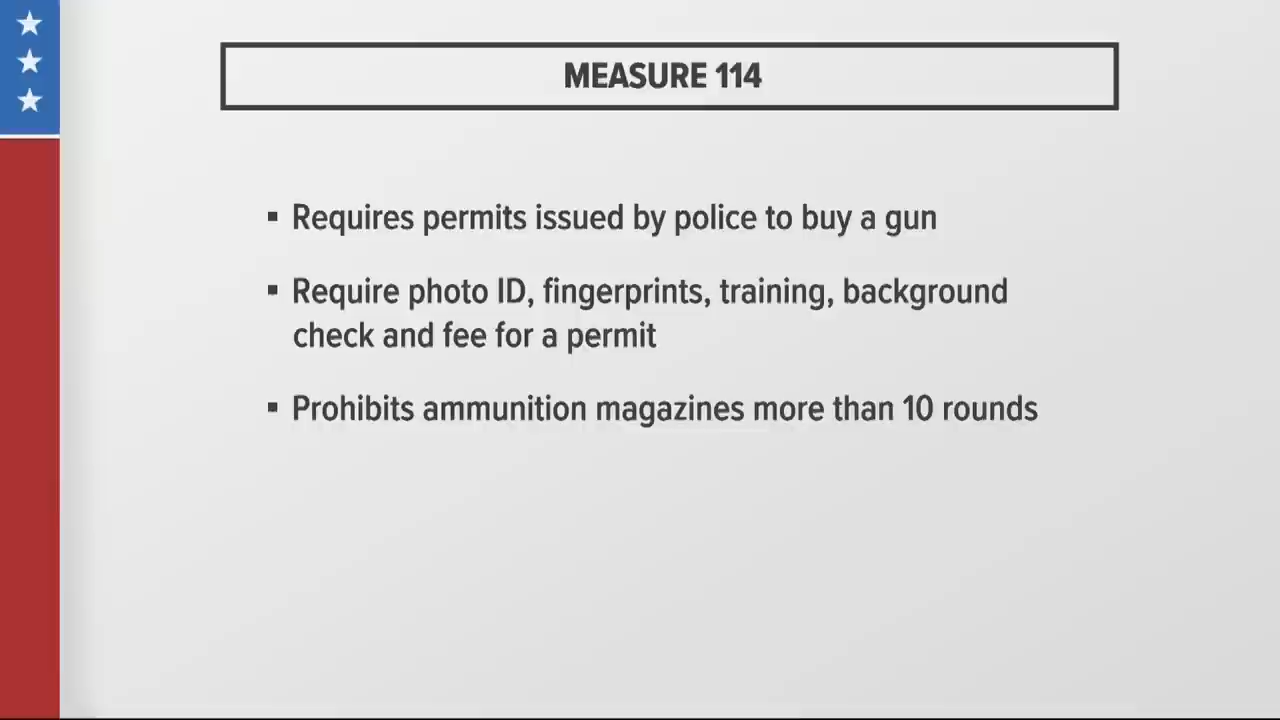 MEASURE 114
▪ Requires permits issued by police to buy a gun
▪ Require photo ID, fingerprints, training, background
check and fee for a permit
▪ Prohibits ammunition magazines more than 10 rounds